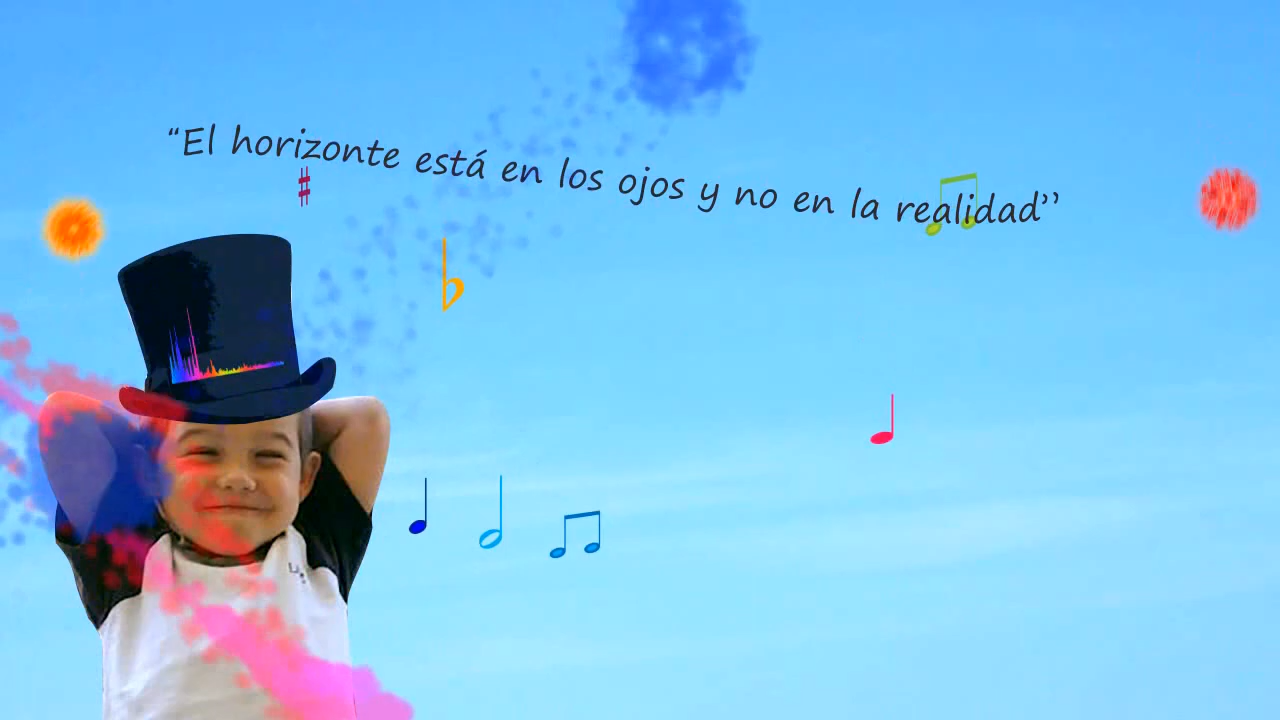 “El horizonte está en los ojos y no en la realidad”